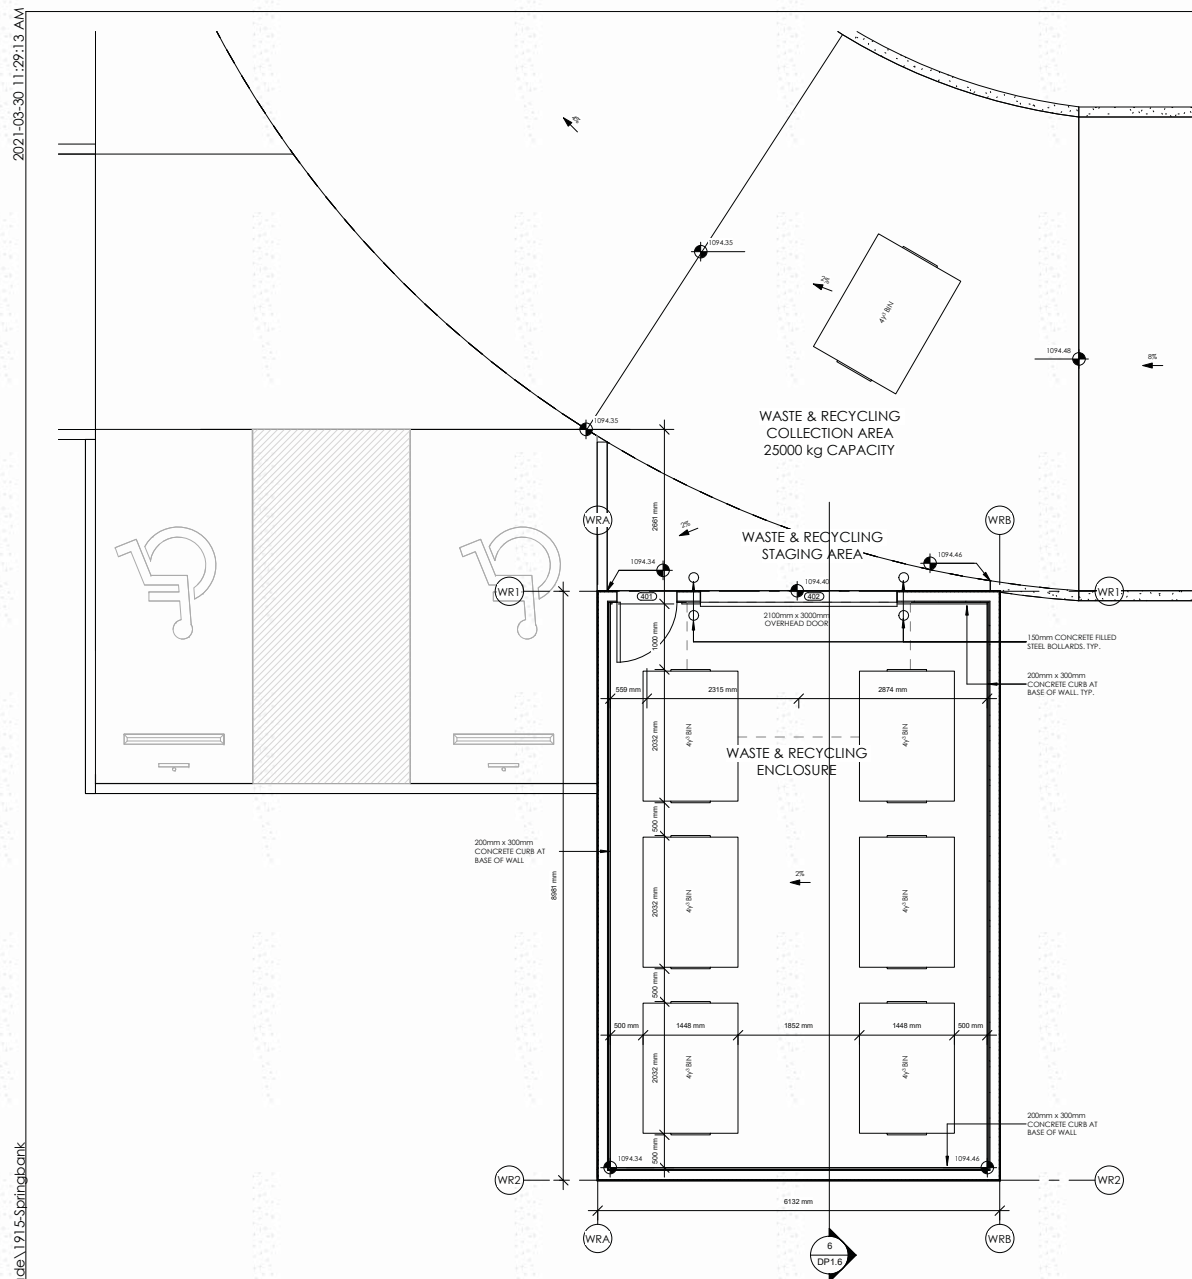 2021-03-30 11:29:13 AM
4%
1094.35
2%
4y³ BIN
1094.48
8%
1094.35
WASTE & RECYCLING
COLLECTION AREA
25000 kg CAPACITY
2661 mm
WRA
WRB
2%
WASTE & RECYCLING
STAGING AREA
1094.34
1094.46
1094.40
WR1
401
402
WR1
2100mm x 3000mm
OVERHEAD DOOR
1000 mm
150mm CONCRETE FILLED
STEEL BOLLARDS. TYP.
200mm x 300mm
CONCRETE CURB AT
BASE OF WALL. TYP.
559 mm
2315 mm
2874 mm
2032 mm
4y³ BIN
4y³ BIN
WASTE & RECYCLING
ENCLOSURE
500 mm
200mm x 300mm
CONCRETE CURB AT
BASE OF WALL
8981 mm
2%
2032 mm
4y³ BIN
4y³ BIN
500 mm
500 mm
1448 mm
1852 mm
1448 mm
500 mm
2032 mm
4y³ BIN
4y³ BIN
200mm x 300mm
CONCRETE CURB AT
BASE OF WALL
500 mm
1094.34
1094.46
WR2
WR2
6132 mm
WRA
WRB
6
DP1.6
de\1915-Springbank